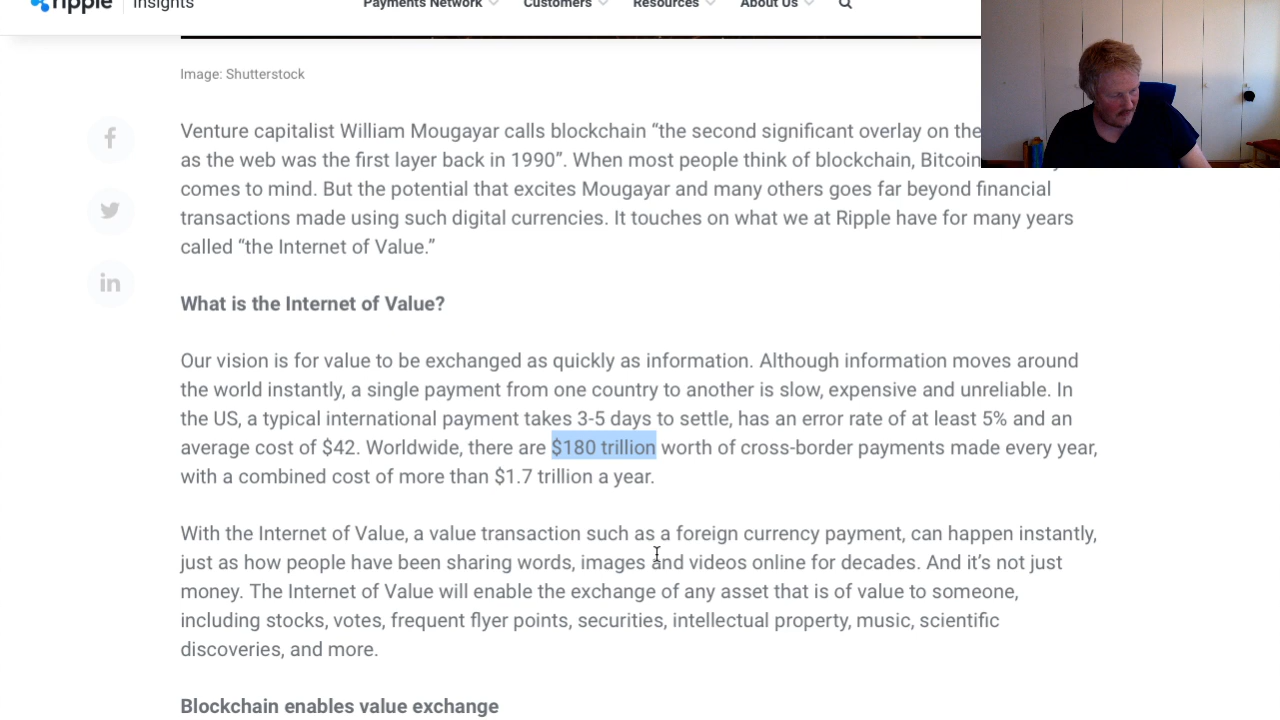 ripple Insights Payments Network Customers Resources About Us
Image: Shutterstock
Venture capitalist William Mougayar calls blockchain “the second significant overlay on the
as the web was the first layer back in 1990”. When most people think of blockchain, Bitcoin
comes to mind. But the potential that excites Mougayar and many others goes far beyond financial
transactions made using such digital currencies. It touches on what we at Ripple have for many years
called “the Internet of Value.”
What is the Internet of Value?
Our vision is for value to be exchanged as quickly as information. Although information moves around
the world instantly, a single payment from one country to another is slow, expensive and unreliable. In
the US, a typical international payment takes 3-5 days to settle, has an error rate of at least 5% and an
average cost of $42. Worldwide, there are $180 trillion worth of cross-border payments made every year,
with a combined cost of more than $1.7 trillion a year.
With the Internet of Value, a value transaction such as a foreign currency payment, can happen instantly,
just as how people have been sharing words, images and videos online for decades. And it’s not just
money. The Internet of Value will enable the exchange of any asset that is of value to someone,
including stocks, votes, frequent flyer points, securities, intellectual property, music, scientific
discoveries, and more.
Blockchain enables value exchange